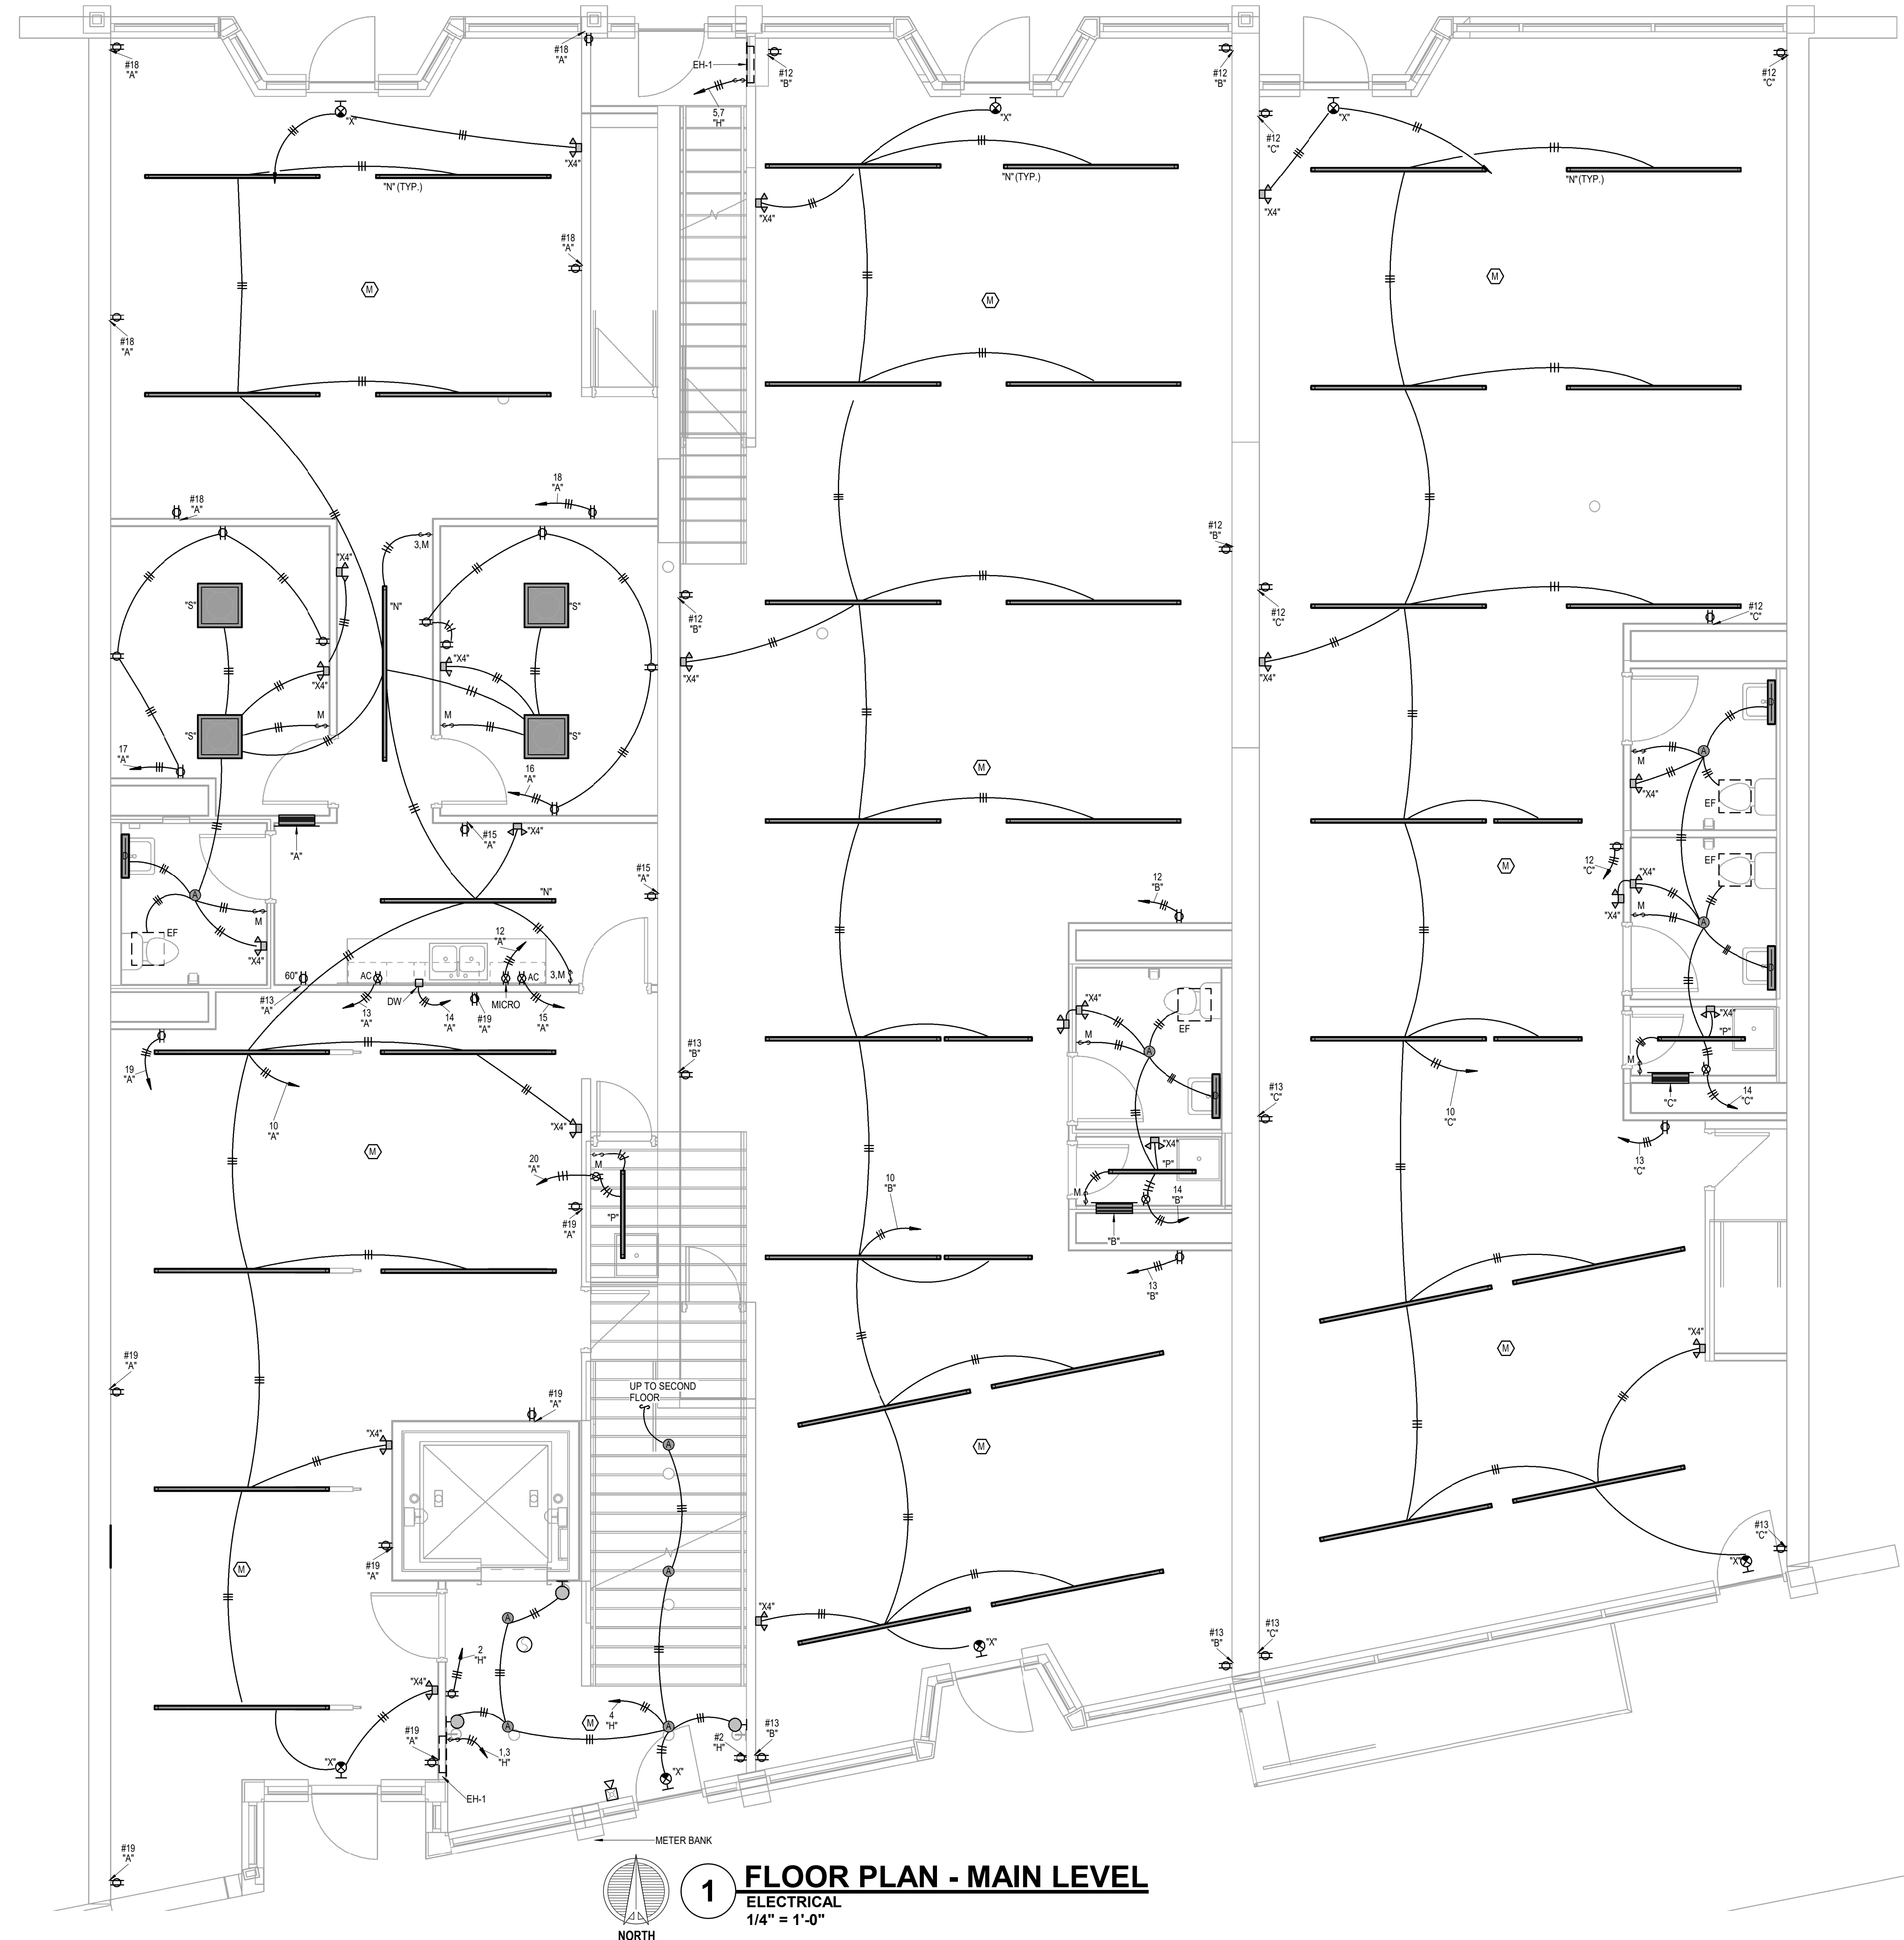 #18
"A"
#18
"A"
EH-1
#12
"B"
#12
"B"
#12
"C"
5,7
"H"
"X"
"X"
"X"
#12
"C"
"X4"
"N" (TYP.)
"N" (TYP.)
"N" (TYP.)
"X4"
"X4"
#18
"A"
M
M
M
#18
"A"
#18
"A"
18
"A"
3,M
"X4"
#12
"B"
"S"
"N"
"S"
#12
"B"
#12
"C"
#12
"C"
"X4"
"X4"
"X4"
"X4"
M
M
"S"
"S"
17
"A"
16
"A"
M
M
A
"X4"
EF
"A"
#15
"A"
"X4"
#15
"A"
12
"C"
EF
"X4"
M
"X4"
A
M
A
"N"
12
"B"
M
EF
"X4"
12
"A"
60"
AC
AC
3,M
#13
"A"
DW
MICRO
13
"A"
14
"A"
#19
"A"
15
"A"
"X4"
M
EF
A
"X4"
"P"
M
#13
"B"
19
"A"
10
"A"
"X4"
#13
"C"
10
"C"
"C"
14
"C"
M
20
"A"
M
"P"
#19
"A"
"X4"
"P"
M
14
"B"
"B"
13
"C"
10
"B"
13
"B"
#19
"A"
UP TO SECOND
FLOOR
#19
"A"
"X4"
A
M
M
"X4"
M
#19
"A"
A
#13
"C"
"X"
A
S
"X4"
2
"H"
"X4"
"X"
#13
"B"
#13
"C"
#19
"A"
A
M
4
"H"
A
#2
"H"
#13
"B"
1,3
"H"
"X"
"X"
EH-1
METER BANK
#19
"A"
1
FLOOR PLAN - MAIN LEVEL
ELECTRICAL
1/4" = 1'-0"
NORTH